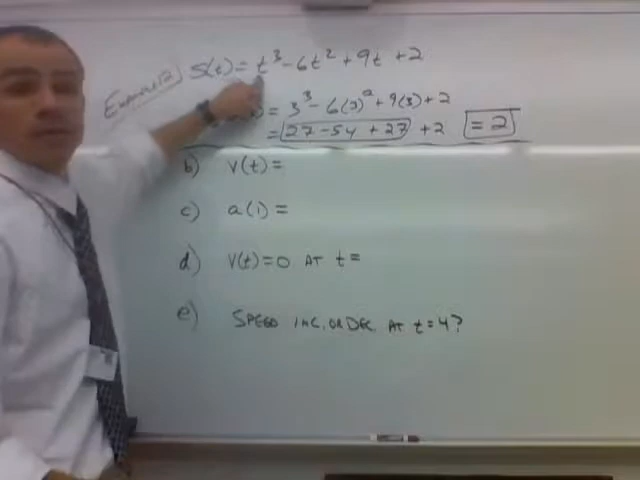 Example 2) S(t)= t³ - 6t² + 9t + 2
= 3³ - 6(3)² + 9(3) + 2
= 27 - 54 + 27 + 2 = 2
b) v(t)=
c) a(1)=
d) v(t)=0 AT t=
e) SPEED INC. OR DEC. AT t=4?